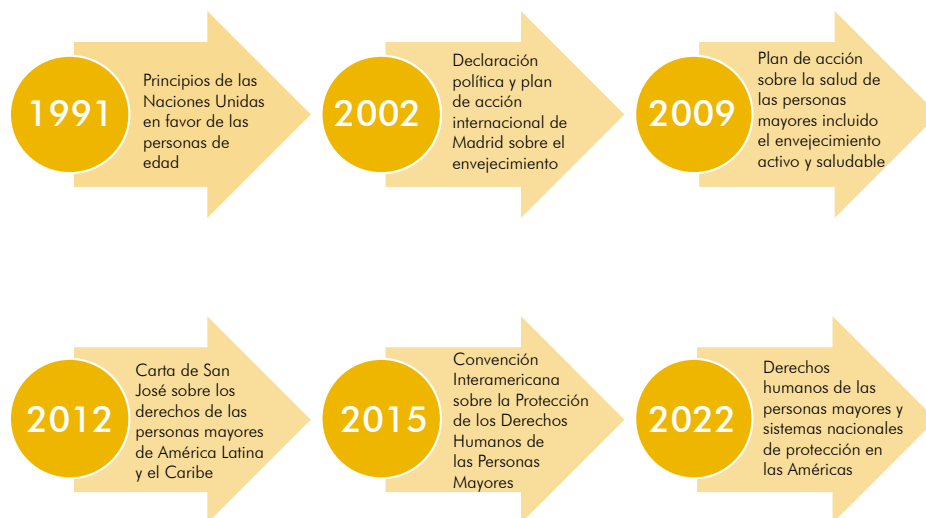 1991
Principios de las
Naciones Unidas
en favor de las
personas de
edad
2002
Declaración
política y plan
de acción
internacional de
Madrid sobre el
envejecimiento
2009
Plan de acción
sobre la salud de
las personas
mayores incluido
el envejecimiento
activo y saludable
2012
Carta de San
José sobre los
derechos de las
personas mayores
de América Latina
y el Caribe
2015
Convención
Interamericana
sobre la Protección
de los Derechos
Humanos de
las Personas
Mayores
2022
Derechos
humanos de las
personas mayores y
sistemas nacionales
de protección en
las Américas